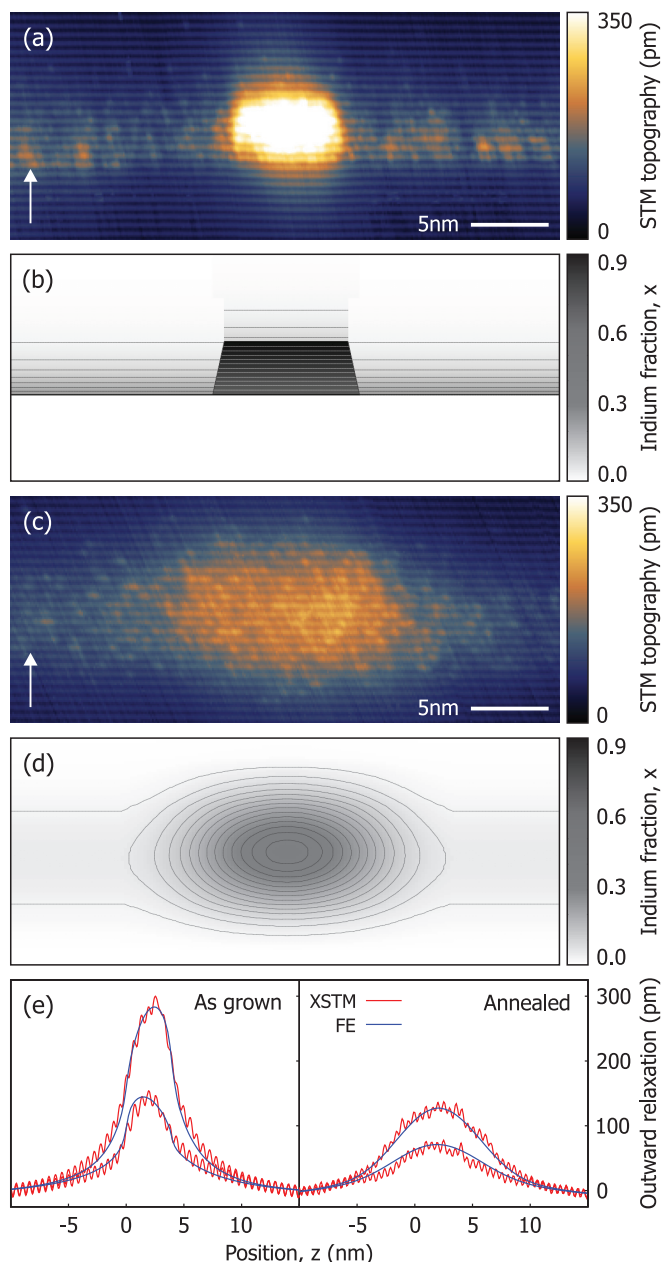 (a)
350
STM topography (pm)
0
5nm
(b)
0.9
0.6
0.3
0.0
Indium fraction, x
(c)
350
STM topography (pm)
0
5nm
(d)
0.9
0.6
0.3
0.0
Indium fraction, x
(e)
As grown
XSTM
FE
Annealed
300
200
100
0
Outward relaxation (pm)
-5 0 5 10 -5 0 5 10
Position, z (nm)